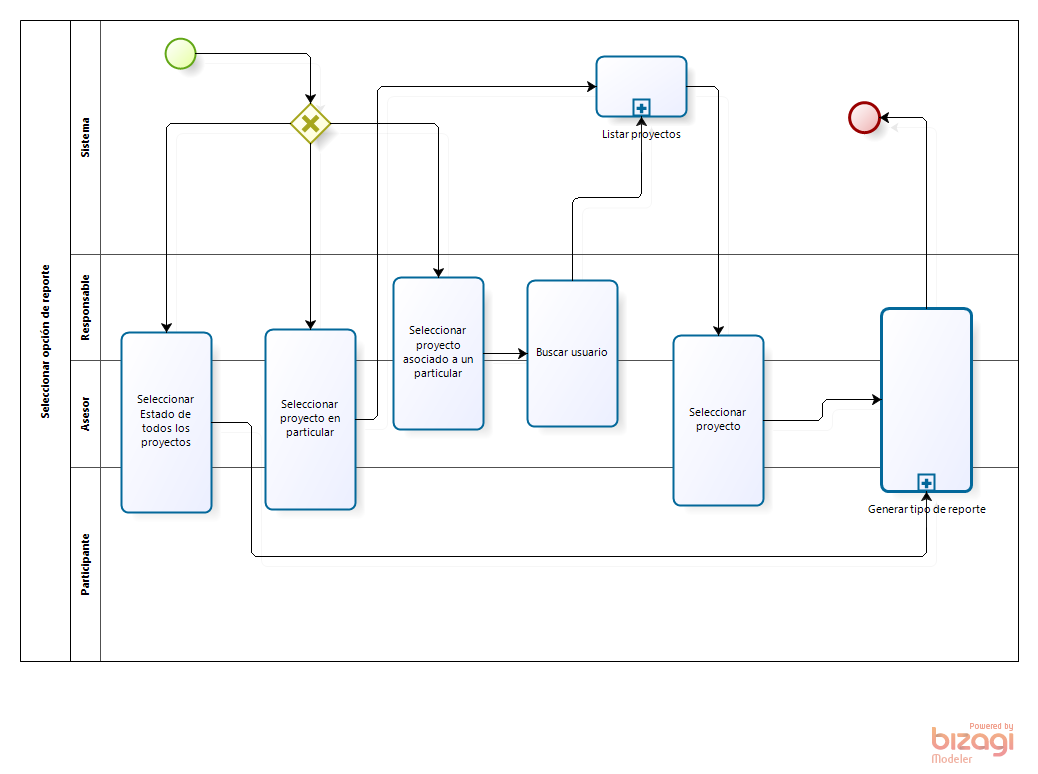 Seleccionar opción de reporte
Sistema
Responsable
Asesor
Participante
Listar proyectos
Seleccionar
Estado de
todos los
proyectos
Seleccionar
proyecto en
particular
Seleccionar
proyecto
asociado a un
particular
Buscar usuario
Seleccionar
proyecto
Generar tipo de reporte
Powered by
bizagi
Modeler